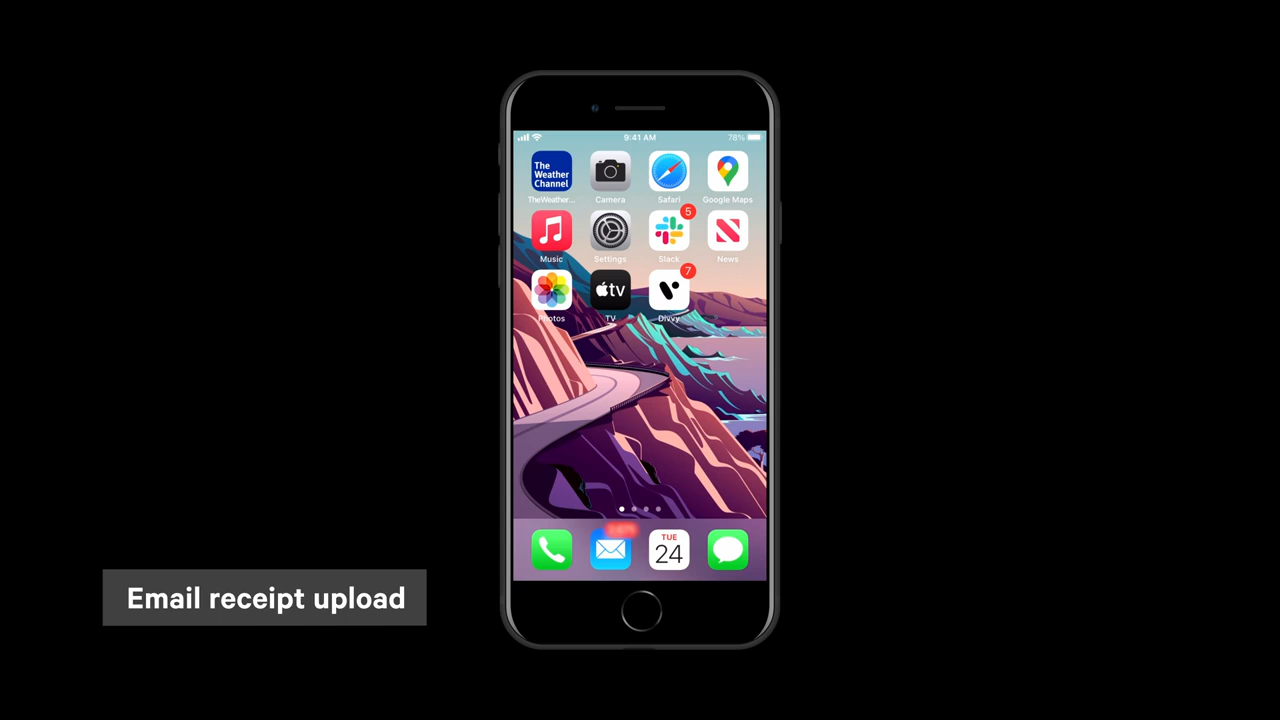 9:41 AM
78%
The
Weather
Channel
TheWeather...
Camera
Safari
Google Maps
5
Music
Settings
Slack
News
7
tv
Photos
TV
Divvy
TUE
24
Email receipt upload